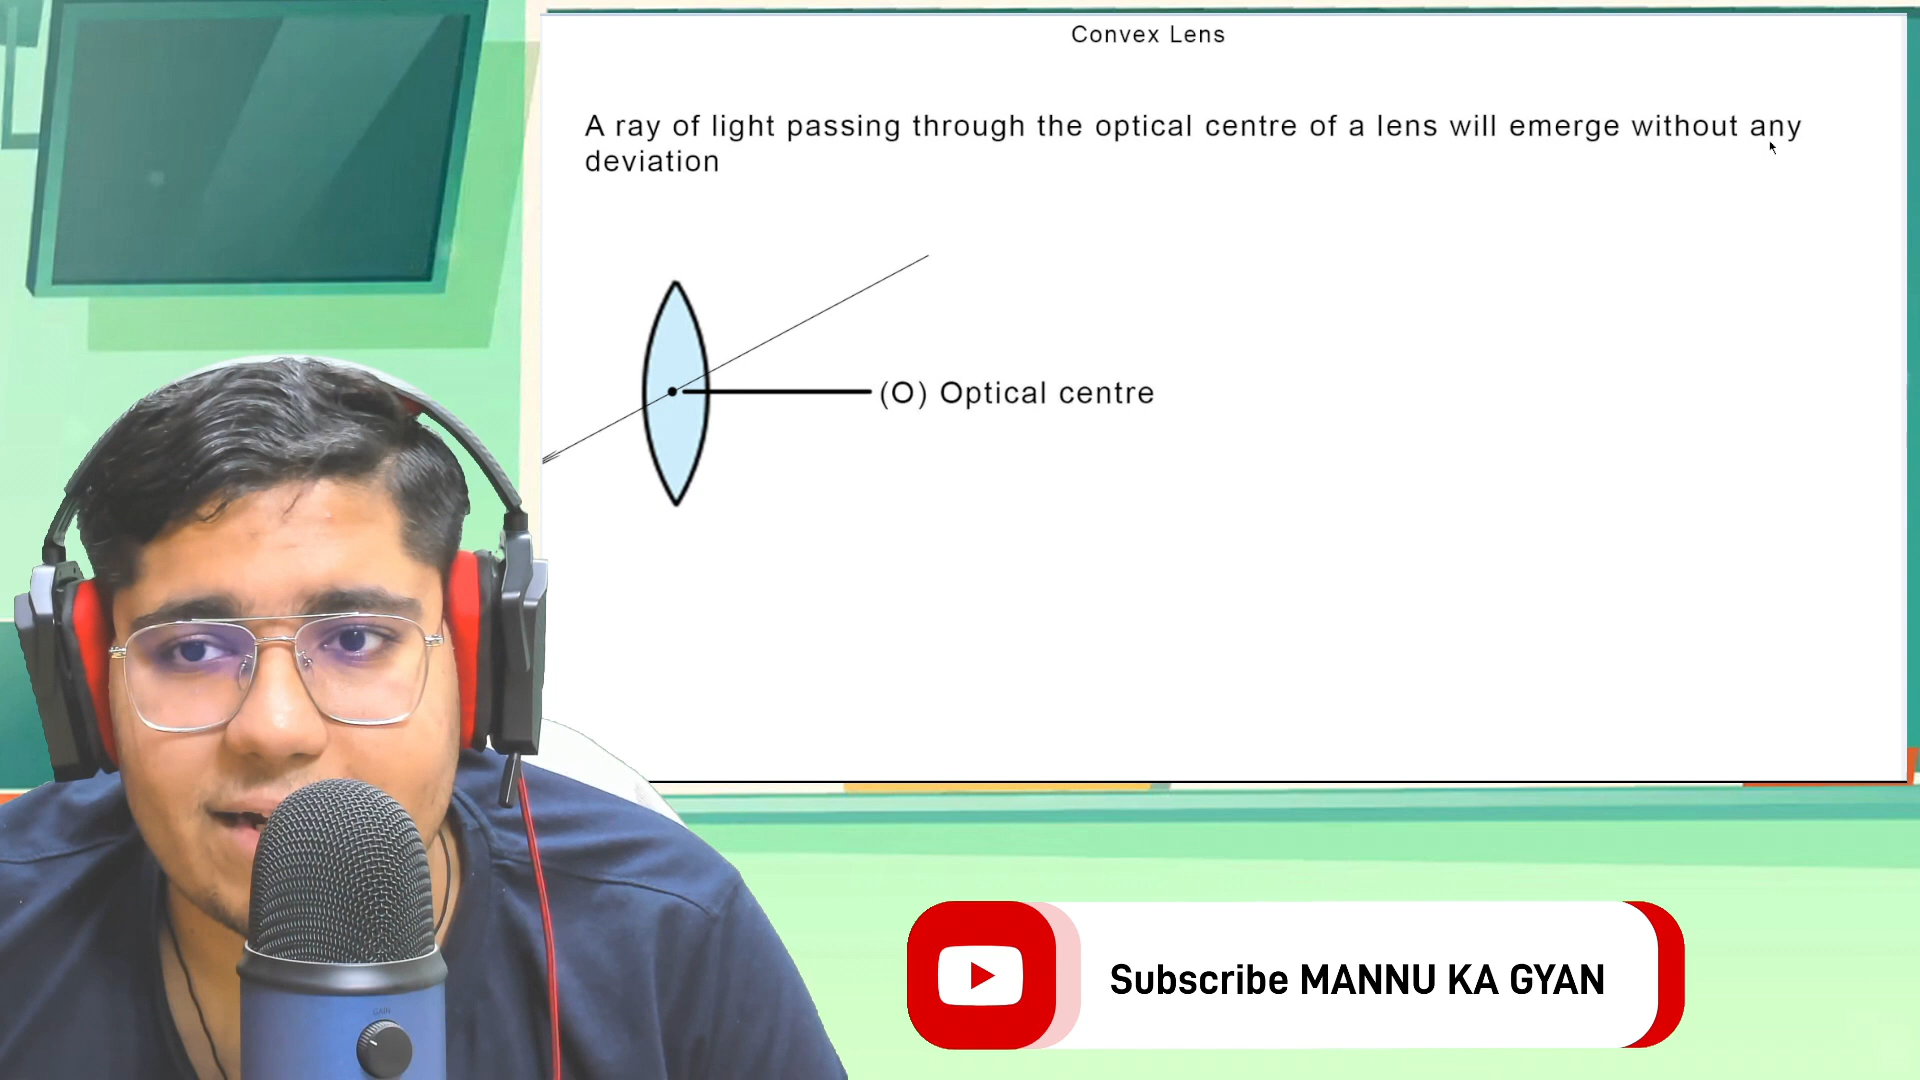 Convex Lens
A ray of light passing through the optical centre of a lens will emerge without any
deviation
(O) Optical centre
GAIN
Subscribe MANNU KA GYAN